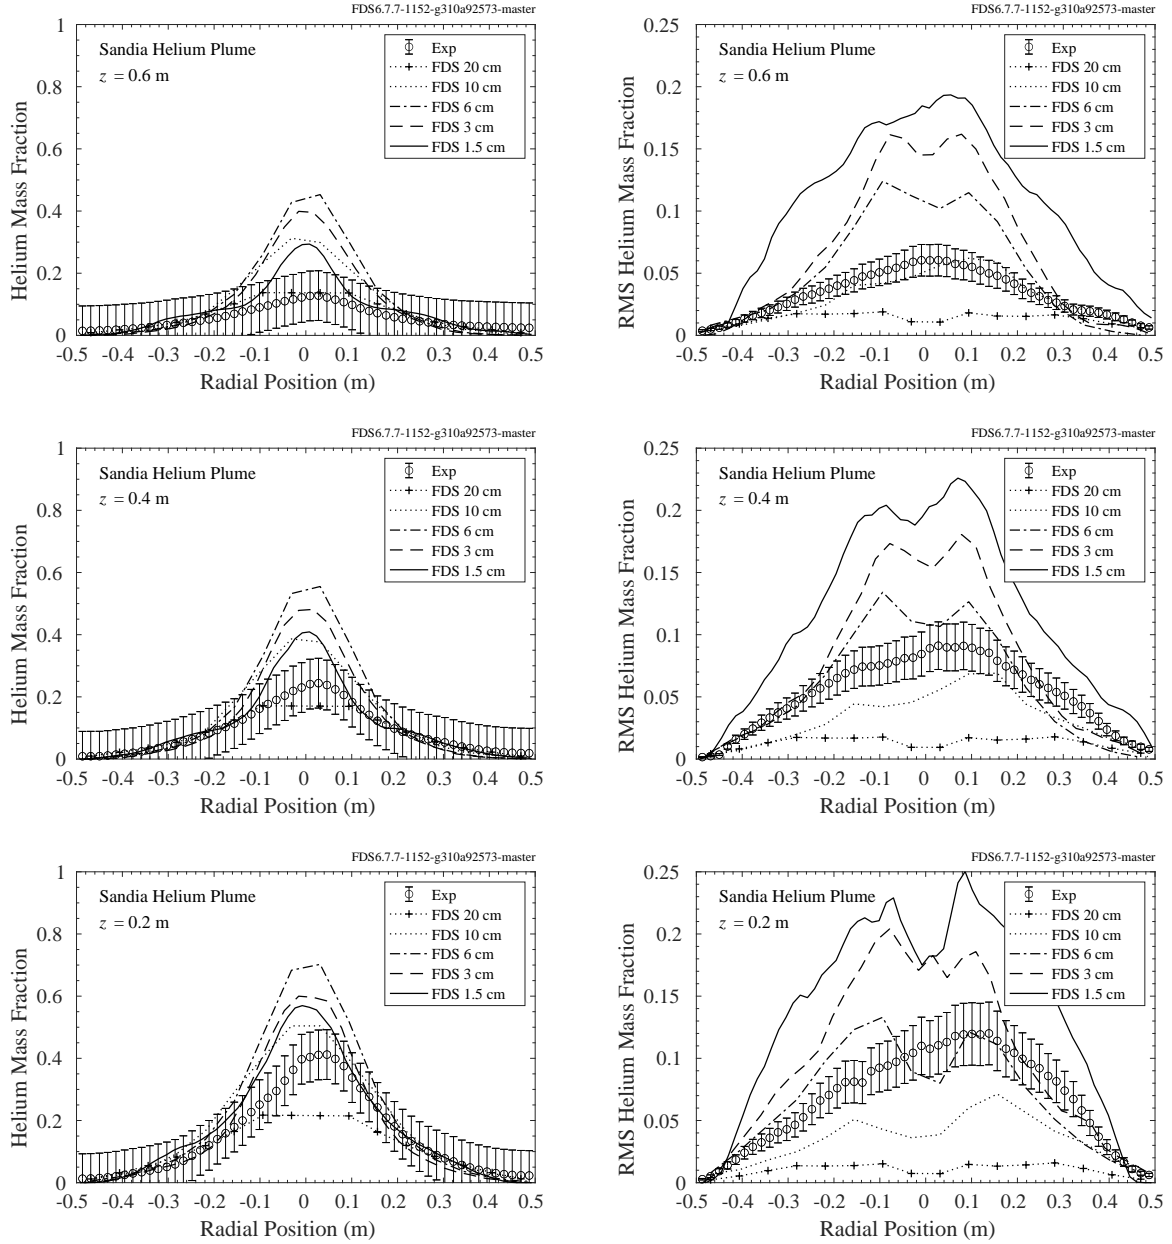 FDS6.7.7-1152-g310a92573-master
Sandia Helium Plume
z = 0.6 m
Exp
FDS 20 cm
FDS 10 cm
FDS 6 cm
FDS 3 cm
FDS 1.5 cm
Helium Mass Fraction
1
0.8
0.6
0.4
0.2
0
-0.5 -0.4 -0.3 -0.2 -0.1 0 0.1 0.2 0.3 0.4 0.5
Radial Position (m)
FDS6.7.7-1152-g310a92573-master
Sandia Helium Plume
z = 0.6 m
Exp
FDS 20 cm
FDS 10 cm
FDS 6 cm
FDS 3 cm
FDS 1.5 cm
RMS Helium Mass Fraction
0.25
0.2
0.15
0.1
0.05
0
-0.5 -0.4 -0.3 -0.2 -0.1 0 0.1 0.2 0.3 0.4 0.5
Radial Position (m)
FDS6.7.7-1152-g310a92573-master
Sandia Helium Plume
z = 0.4 m
Exp
FDS 20 cm
FDS 10 cm
FDS 6 cm
FDS 3 cm
FDS 1.5 cm
Helium Mass Fraction
1
0.8
0.6
0.4
0.2
0
-0.5 -0.4 -0.3 -0.2 -0.1 0 0.1 0.2 0.3 0.4 0.5
Radial Position (m)
FDS6.7.7-1152-g310a92573-master
Sandia Helium Plume
z = 0.4 m
Exp
FDS 20 cm
FDS 10 cm
FDS 6 cm
FDS 3 cm
FDS 1.5 cm
RMS Helium Mass Fraction
0.25
0.2
0.15
0.1
0.05
0
-0.5 -0.4 -0.3 -0.2 -0.1 0 0.1 0.2 0.3 0.4 0.5
Radial Position (m)
FDS6.7.7-1152-g310a92573-master
Sandia Helium Plume
z = 0.2 m
Exp
FDS 20 cm
FDS 10 cm
FDS 6 cm
FDS 3 cm
FDS 1.5 cm
Helium Mass Fraction
1
0.8
0.6
0.4
0.2
0
-0.5 -0.4 -0.3 -0.2 -0.1 0 0.1 0.2 0.3 0.4 0.5
Radial Position (m)
FDS6.7.7-1152-g310a92573-master
Sandia Helium Plume
z = 0.2 m
Exp
FDS 20 cm
FDS 10 cm
FDS 6 cm
FDS 3 cm
FDS 1.5 cm
RMS Helium Mass Fraction
0.25
0.2
0.15
0.1
0.05
0
-0.5 -0.4 -0.3 -0.2 -0.1 0 0.1 0.2 0.3 0.4 0.5
Radial Position (m)